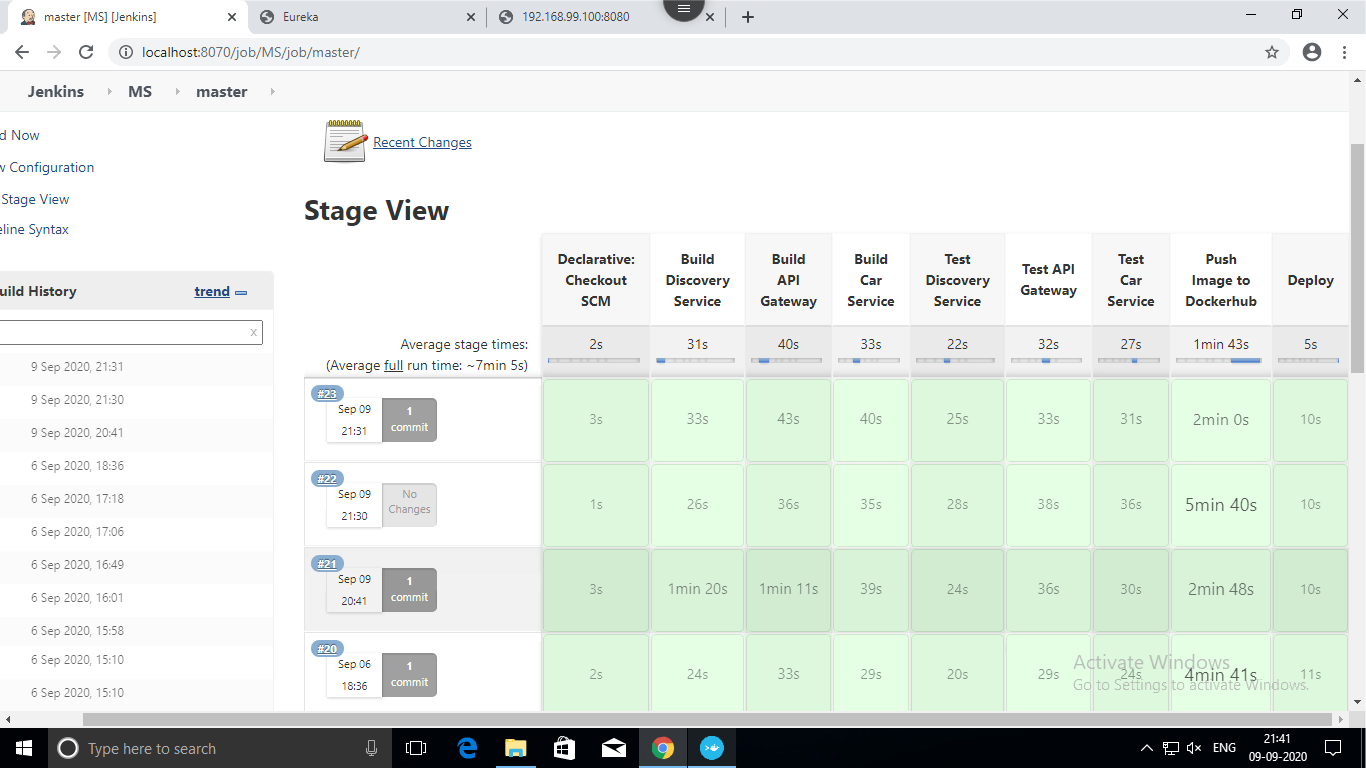 master [MS] [Jenkins]
Eureka
192.168.99.100:8080
localhost:8070/job/MS/job/master/
Jenkins
MS
master
d Now
w Configuration
Stage View
eline Syntax
uild History
trend
x
9 Sep 2020, 21:31
9 Sep 2020, 21:30
9 Sep 2020, 20:41
6 Sep 2020, 18:36
6 Sep 2020, 17:18
6 Sep 2020, 17:06
6 Sep 2020, 16:49
6 Sep 2020, 16:01
6 Sep 2020, 15:58
6 Sep 2020, 15:10
6 Sep 2020, 15:10
Recent Changes
Stage View
Declarative: Checkout SCM
Build Discovery Service
Build API Gateway
Build Car Service
Test Discovery Service
Test API Gateway
Test Car Service
Push Image to Dockerhub
Deploy
Average stage times:
(Average full run time: ~7min 5s)
2s 31s 40s 33s 22s 32s 27s 1min 43s 5s
#23
Sep 09
21:31
1
commit
3s 33s 43s 40s 25s 33s 31s 2min 0s 10s
#22
Sep 09
21:30
No
Changes
1s 26s 36s 35s 28s 38s 36s 5min 40s 10s
#21
Sep 09
20:41
1
commit
3s 1min 20s 1min 11s 39s 24s 36s 30s 2min 48s 10s
#20
Sep 06
18:36
1
commit
2s 24s 33s 29s 20s 29s 24s 4min 41s 11s
Activate Windows
Go to Settings to activate Windows.
Type here to search
ENG
21:41
09-09-2020